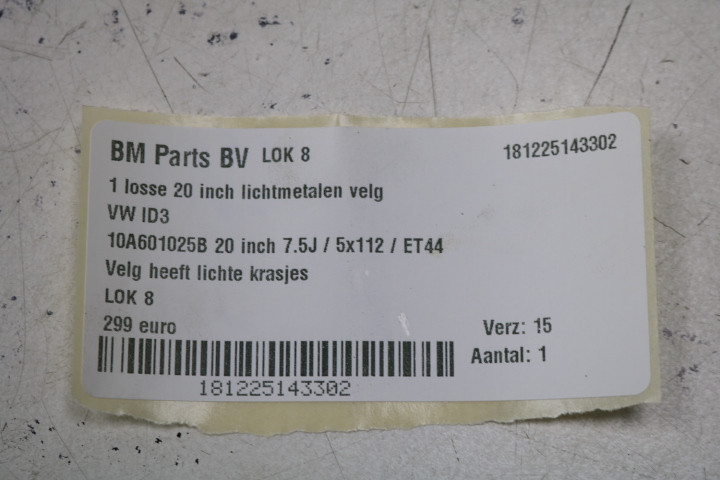 BM Parts BV LOK 8 181225143302
1 losse 20 inch lichtmetalen velg
VW ID3
10A601025B 20 inch 7.5J / 5x112 / ET44
Velg heeft lichte krasjes
LOK 8
299 euro Verz: 15
Aantal: 1
181225143302